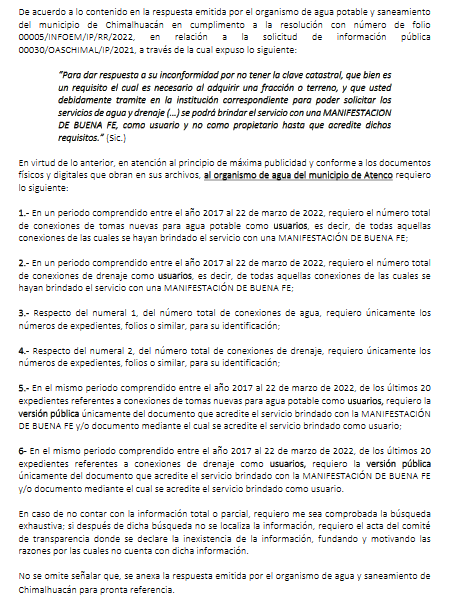 De acuerdo a lo contenido en la respuesta emitida por el organismo de agua potable y saneamiento
del municipio de Chimalhuacán en cumplimento a la resolución con número de folio
00005/INFOEM/IP/RR/2022, en relación a la solicitud de información pública
00030/OASCHIMAL/IP/2021, a través de la cual expuso lo siguiente:
"Para dar respuesta a su inconformidad por no tener la clave catastral, que bien es
un requisito el cual es necesario al adquirir una fracción o terreno, y que usted
debidamente tramite en la institución correspondiente para poder solicitar los
servicios de agua y drenaje (...) se podrá brindar el servicio con una MANIFESTACION
DE BUENA FE, como usuario y no como propietario hasta que acredite dichos
requisitos." (Sic.)
En virtud de lo anterior, en atención al principio de máxima publicidad y conforme a los documentos
físicos y digitales que obran en sus archivos, al organismo de agua del municipio de Atenco requiero
lo siguiente:
1.- En un periodo comprendido entre el año 2017 al 22 de marzo de 2022, requiero el número total
de conexiones de tomas nuevas para agua potable como usuarios, es decir, de todas aquellas
conexiones de las cuales se hayan brindado el servicio con una MANIFESTACIÓN DE BUENA FE;
2.- En un periodo comprendido entre el año 2017 al 22 de marzo de 2022, requiero el número total
de conexiones de drenaje como usuarios, es decir, de todas aquellas conexiones de las cuales se
hayan brindado el servicio con una MANIFESTACIÓN DE BUENA FE;
3.- Respecto del numeral 1, del número total de conexiones de agua, requiero únicamente los
números de expedientes, folios o similar, para su identificación;
4.- Respecto del numeral 2, del número total de conexiones de drenaje, requiero únicamente los
números de expedientes, folios o similar, para su identificación;
5.- En el mismo periodo comprendido entre el año 2017 al 22 de marzo de 2022, de los últimos 20
expedientes referentes a conexiones de tomas nuevas para agua potable como usuarios, requiero la
versión pública únicamente del documento que acredite el servicio brindado con la MANIFESTACIÓN
DE BUENA FE y/o documento mediante el cual se acredite el servicio brindado como usuario;
6- En el mismo periodo comprendido entre el año 2017 al 22 de marzo de 2022, de los últimos 20
expedientes referentes a conexiones de drenaje como usuarios, requiero la versión pública
únicamente del documento que acredite el servicio brindado con la MANIFESTACIÓN DE BUENA FE
y/o documento mediante el cual se acredite el servicio brindado como usuario.
En caso de no contar con la información total o parcial, requiero me sea comprobada la búsqueda
exhaustiva; si después de dicha búsqueda no se localiza la información, requiero el acta del comité
de transparencia donde se declare la inexistencia de la información, fundando y motivando las
razones por las cuales no cuenta con dicha información.
No se omite señalar que, se anexa la respuesta emitida por el organismo de agua y saneamiento de
Chimalhuacán para pronta referencia.